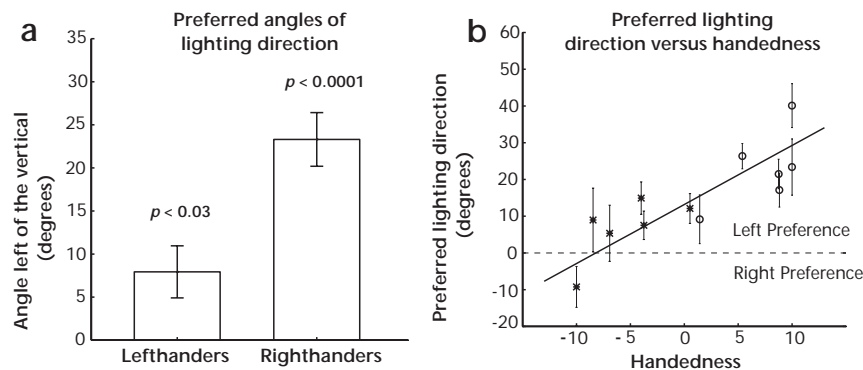 a
Preferred angles of
lighting direction
35
30
25
20
15
10
5
0
Angle left of the vertical
(degrees)
p < 0.03
p < 0.0001
Lefthanders
Righthanders
b
Preferred lighting
direction versus handedness
60
50
40
30
20
10
0
-10
-20
Preferred lighting direction
(degrees)
Left Preference
Right Preference
-10
- 5
0
5
10
Handedness